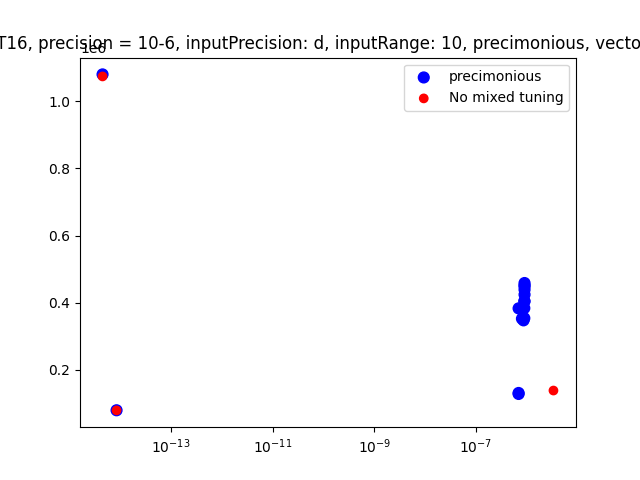 T16, precision = 10-6, inputPrecision: d, inputRange: 10, precimonious, vecto
1e6
precimonious
No mixed tuning
1.0
0.8
0.6
0.4
0.2
10⁻¹³ 10⁻¹¹ 10⁻⁹ 10⁻⁷